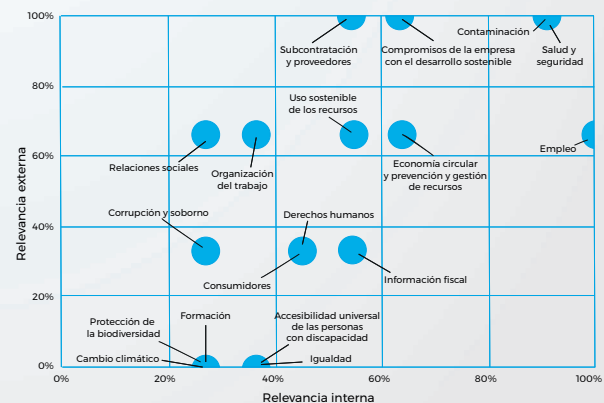 100%
80%
60%
40%
20%
0%
Relevancia externa
Contaminación
Subcontratación
y proveedores
Compromisos de la empresa
con el desarrollo sostenible
Salud y
seguridad
Uso sostenible
de los recursos
Relaciones sociales
Organización
del trabajo
Economía circular
y prevención y gestión
de recursos
Empleo
Corrupción y soborno
Derechos humanos
Consumidores
Información fiscal
Protección de
la biodiversidad
Formación
Accesibilidad universal
de las personas
con discapacidad
Cambio climático
Igualdad
0%
20%
40%
60%
80%
100%
Relevancia interna